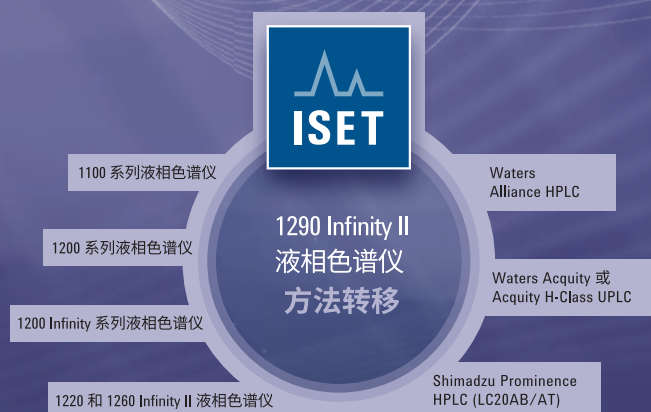 ISET
1290 Infinity II
液相色谱仪
方法转移
1100 系列液相色谱仪
1200 系列液相色谱仪
1200 Infinity 系列液相色谱仪
1220 和 1260 Infinity II 液相色谱仪
Waters
Alliance HPLC
Waters Acquity 或
Acquity H-Class UPLC
Shimadzu Prominence
HPLC (LC20AB/AT)